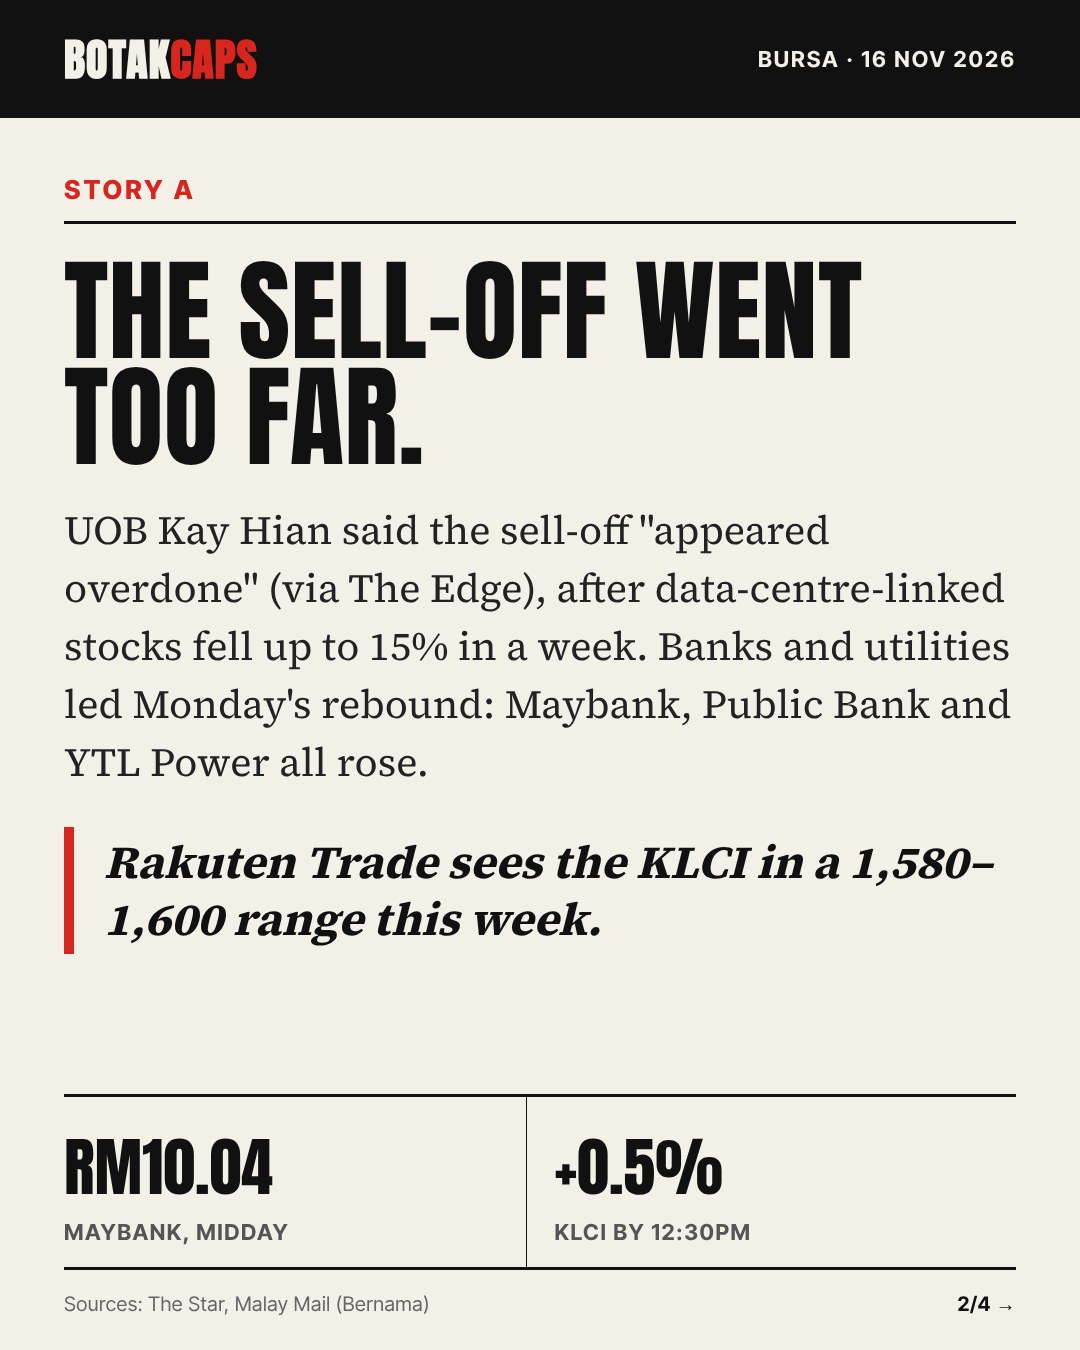 BOTAKCAPS
BURSA · 16 NOV 2026
STORY A
THE SELL-OFF WENT
TOO FAR.
UOB Kay Hian said the sell-off "appeared
overdone" (via The Edge), after data-centre-linked
stocks fell up to 15% in a week. Banks and utilities
led Monday's rebound: Maybank, Public Bank and
YTL Power all rose.
Rakuten Trade sees the KLCI in a 1,580–
1,600 range this week.
RM10.04
MAYBANK, MIDDAY
+0.5%
KLCI BY 12:30PM
Sources: The Star, Malay Mail (Bernama)
2/4 →